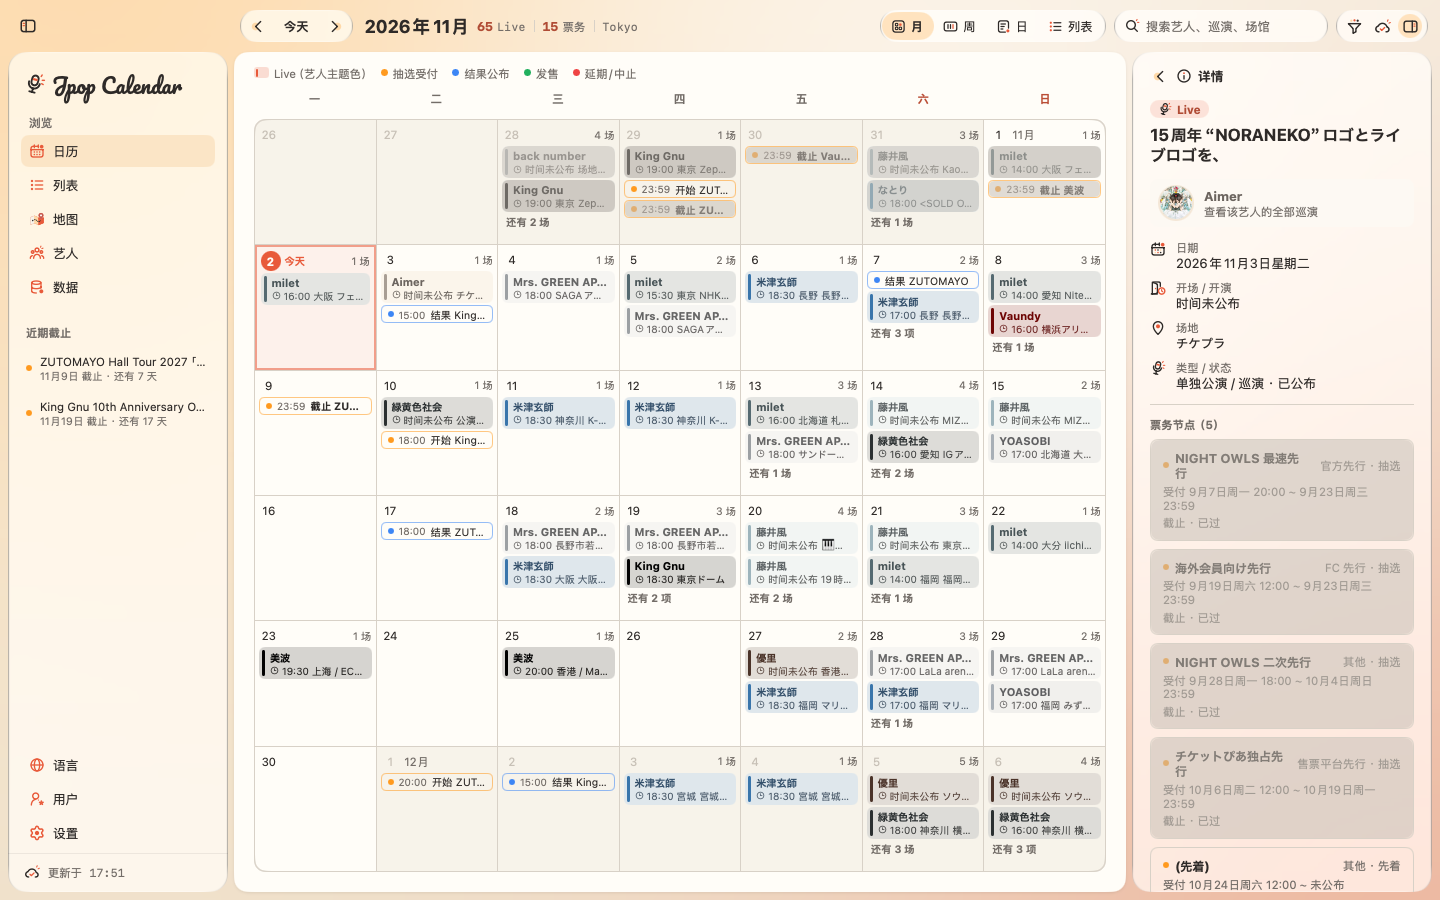 今天
2026年 11月
65 Live
15 票务
Tokyo
月
周
日
列表
搜索艺人、巡演、场馆
Jpop Calendar
浏览
日历
列表
地图
艺人
数据
近期截止
ZUTOMAYO Hall Tour 2027「...
11月9日 截止 · 还有 7 天
King Gnu 10th Anniversary O...
11月19日 截止 · 还有 17 天
语言
用户
设置
更新于 17:51
Live (艺人主题色)
抽选受付
结果公布
发售
延期/中止
一 二 三 四 五 六 日
26
27
28 4 场
back number
时间未公布 场地...
King Gnu
19:00 東京 Zep...
还有 2 场
29 1 场
King Gnu
19:00 東京 Zep...
23:59 开始 ZUT...
23:59 截止 ZU...
30
23:59 截止 Vau...
31 3 场
藤井風
时间未公布 Kao...
なとり
18:00 <SOLD O...
还有 1 场
1 11月 1 场
milet
14:00 大阪 フェ...
23:59 截止 美波
2 今天 1 场
milet
16:00 大阪 フェ...
3 1 场
Aimer
时间未公布 チケ...
15:00 结果 King...
4 1 场
Mrs. GREEN AP...
18:00 SAGA ア...
5 2 场
milet
15:30 東京 NHK...
Mrs. GREEN AP...
18:00 SAGA ア...
6 1 场
米津玄師
18:30 長野 長野...
7 2 场
结果 ZUTOMAYO
米津玄師
17:00 長野 長野...
还有 3 项
8 3 场
milet
14:00 愛知 Nite...
Vaundy
16:00 横浜アリ...
还有 1 场
9
23:59 截止 ZU...
10 1 场
緑黄色社会
时间未公布 公演...
18:00 开始 King...
11 1 场
米津玄師
18:30 神奈川 K-...
12 1 场
米津玄師
18:30 神奈川 K-...
13 3 场
milet
16:00 北海道 札...
Mrs. GREEN AP...
18:00 サンドー...
还有 1 场
14 4 场
藤井風
时间未公布 MIZ...
緑黄色社会
16:00 愛知 IGア...
还有 2 场
15 2 场
藤井風
时间未公布 MIZ...
YOASOBI
17:00 北海道 大...
16
17
18:00 结果 ZUT...
18 2 场
Mrs. GREEN AP...
18:00 長野市若...
米津玄師
18:30 大阪 大阪...
19 3 场
Mrs. GREEN AP...
18:00 長野市若...
King Gnu
18:30 東京ドーム
还有 2 项
20 4 场
藤井風
时间未公布 🎹...
藤井風
时间未公布 19時...
还有 2 场
21 3 场
藤井風
时间未公布 東京...
milet
14:00 福岡 福岡...
还有 1 场
22 1 场
milet
14:00 大分 iichi...
23 1 场
美波
19:30 上海 / EC...
24
25 1 场
美波
20:00 香港 / Ma...
26
27 2 场
優里
时间未公布 香港...
米津玄師
18:30 福岡 マリ...
28 3 场
Mrs. GREEN AP...
17:00 LaLa aren...
米津玄師
17:00 福岡 マリ...
还有 1 场
29 2 场
Mrs. GREEN AP...
17:00 LaLa aren...
YOASOBI
17:00 福岡 みず...
30
1 12月
20:00 开始 ZUT...
2
15:00 结果 King...
3 1 场
米津玄師
18:30 宮城 宮城...
4 1 场
米津玄師
18:30 宮城 宮城...
5 5 场
優里
时间未公布 ソウ...
緑黄色社会
18:00 神奈川 横...
还有 3 场
6 4 场
優里
时间未公布 ソウ...
緑黄色社会
16:00 神奈川 横...
还有 3 项
详情
Live
15周年 “NORANEKO” ロゴとライ
ブロゴを、
Aimer
查看该艺人的全部巡演
日期
2026年11月3日星期二
开场 / 开演
时间未公布
场地
チケプラ
类型 / 状态
单独公演 / 巡演 · 已公布
票务节点 (5)
NIGHT OWLS 最速先
行
官方先行 · 抽选
受付 9月7日周一 20:00 ~ 9月23日周三
23:59
截止 · 已过
海外会員向け先行
FC 先行 · 抽选
受付 9月19日周六 12:00 ~ 9月23日周三
23:59
截止 · 已过
NIGHT OWLS 二次先行
其他 · 抽选
受付 9月28日周一 18:00 ~ 10月4日周日
23:59
截止 · 已过
チケットぴあ独占先
行
售票平台先行 · 抽选
受付 10月6日周二 12:00 ~ 10月19日周一
23:59
截止 · 已过
(先着)
其他 · 先着
受付 10月24日周六 12:00 ~ 未公布